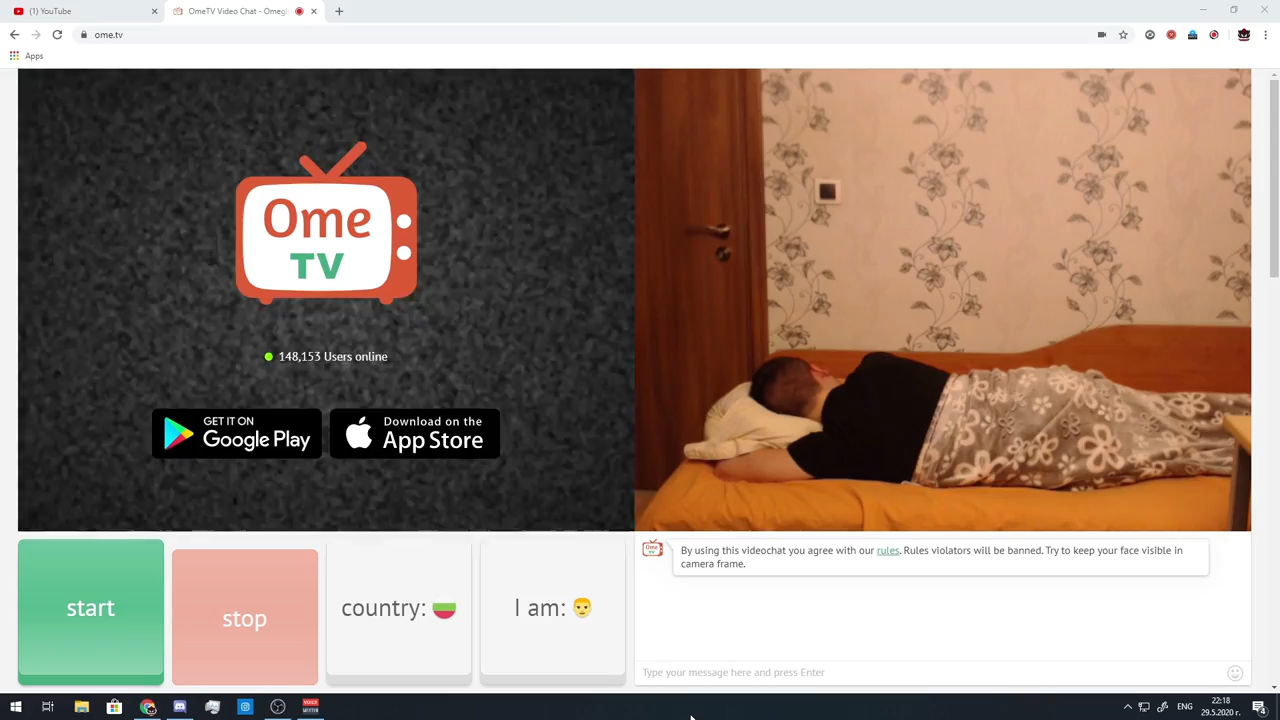 (1) YouTube
OmeTV Video Chat - Omegl
ome.tv
Apps
Ome
TV
148,153 Users online
GET IT ON
Google Play
Download on the
App Store
By using this videochat you agree with our rules. Rules violators will be banned. Try to keep your face visible in
camera frame.
start
stop
country:
I am:
Type your message here and press Enter
VOICE
MEETER
ENG
22:18
29.5.2020 г.
4